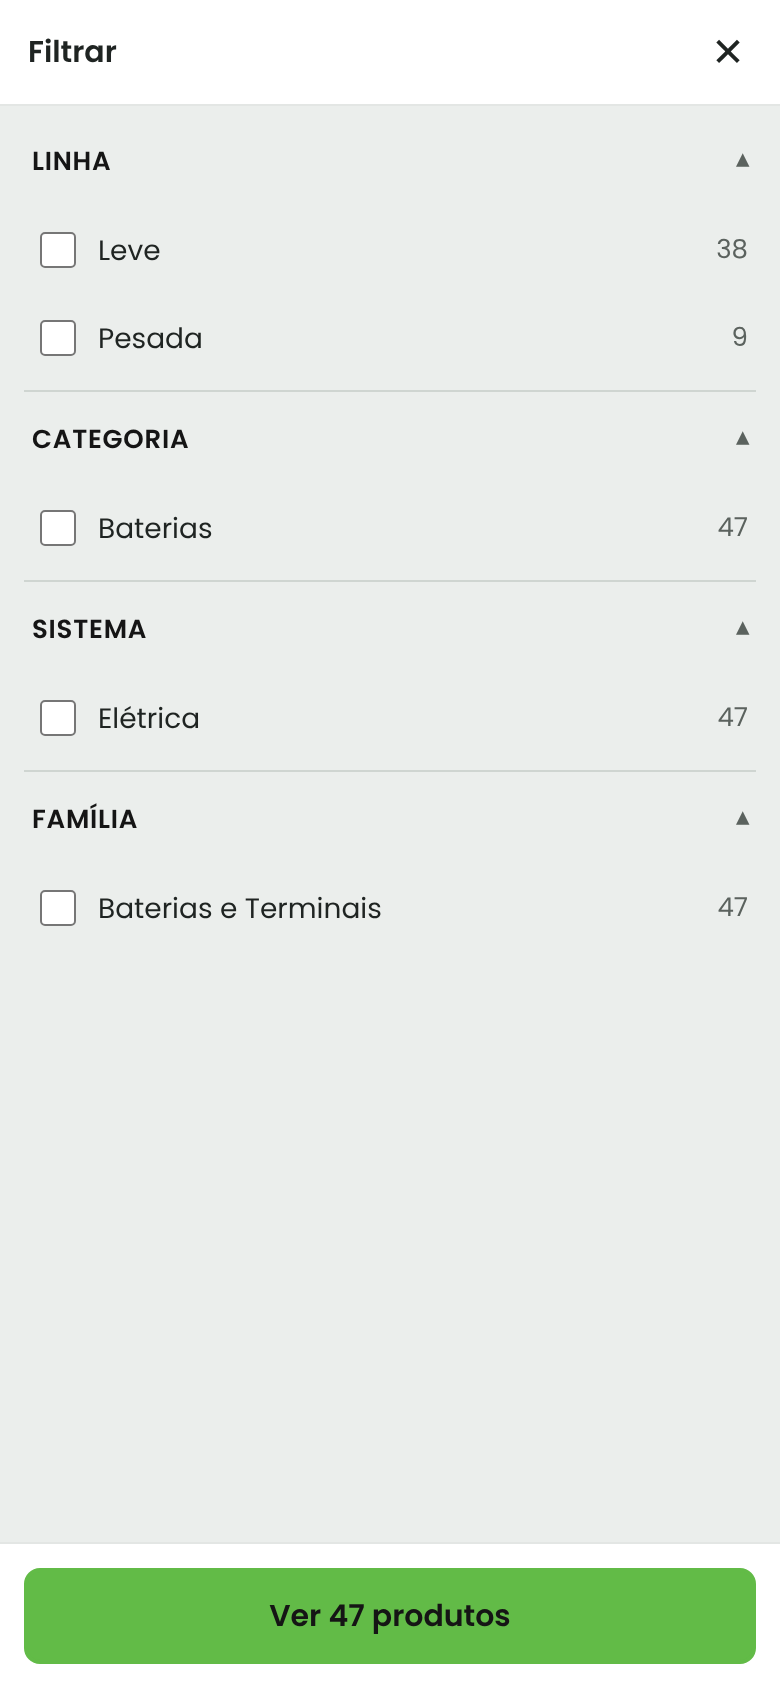 Filtrar
LINHA
Leve 38
Pesada 9
CATEGORIA
Baterias 47
SISTEMA
Elétrica 47
FAMÍLIA
Baterias e Terminais 47
Ver 47 produtos